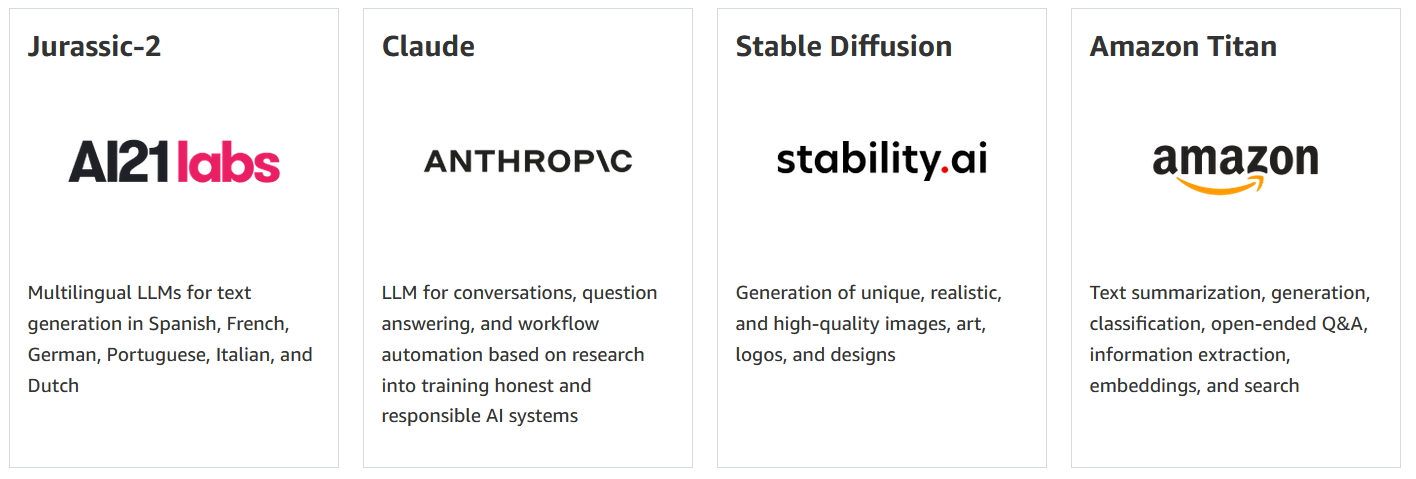 Jurassic-2
AI21 labs
Multilingual LLMs for text
generation in Spanish, French,
German, Portuguese, Italian, and
Dutch
Claude
ANTHROP\C
LLM for conversations, question
answering, and workflow
automation based on research
into training honest and
responsible AI systems
Stable Diffusion
stability.ai
Generation of unique, realistic,
and high-quality images, art,
logos, and designs
Amazon Titan
amazon
Text summarization, generation,
classification, open-ended Q&A,
information extraction,
embeddings, and search